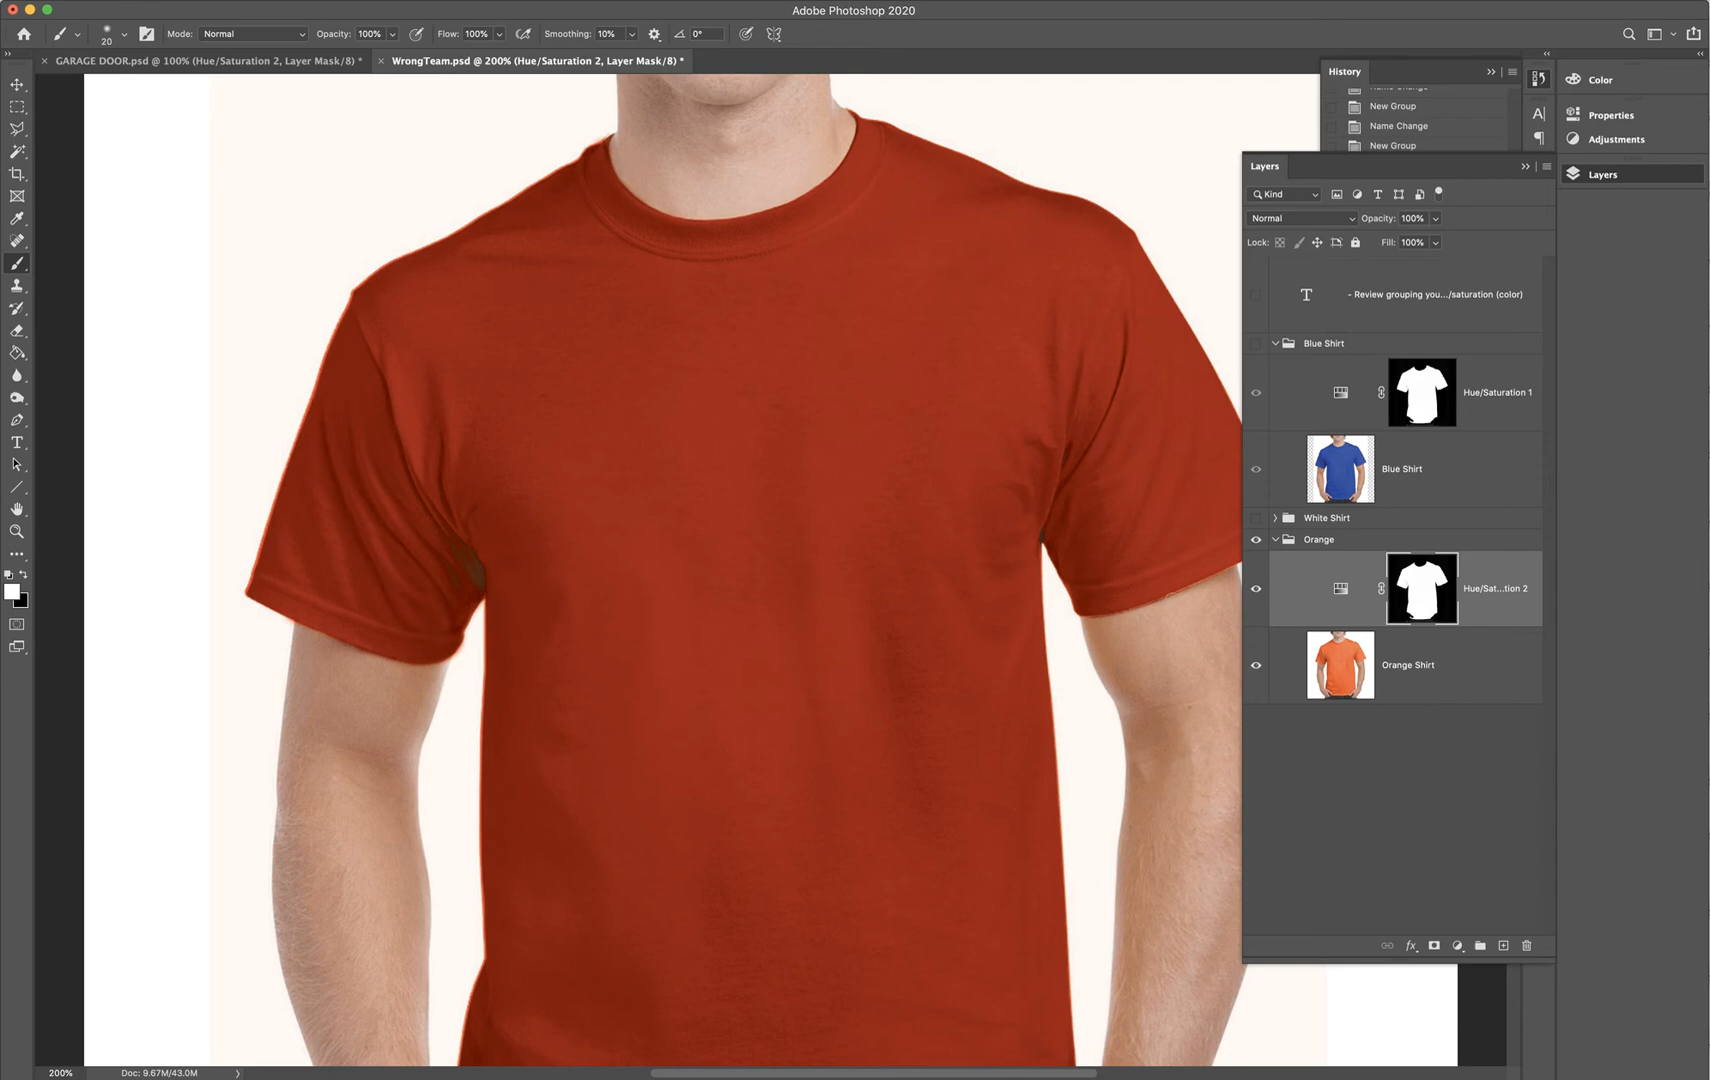 Adobe Photoshop 2020
20
Mode: Normal Opacity: 100% Flow: 100% Smoothing: 10% 0°
GARAGE DOOR.psd @ 100% (Hue/Saturation 2, Layer Mask/8) *
WrongTeam.psd @ 200% (Hue/Saturation 2, Layer Mask/8) *
History
Name Change
New Group
Name Change
New Group
Color
Properties
Adjustments
Layers
Layers
Kind
Normal Opacity: 100%
Lock: Fill: 100%
- Review grouping you.../saturation (color)
Blue Shirt
Hue/Saturation 1
Blue Shirt
White Shirt
Orange
Hue/Sat...tion 2
Orange Shirt
200% Doc: 9.67M/43.0M